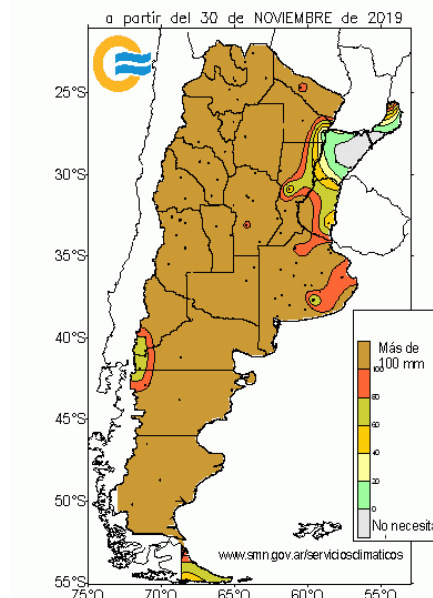 a partir del 30 de NOVIEMBRE de 2019
25°S
30°S
35°S
40°S
45°S
50°S
55°S
75°O
70°O
65°O
60°O
55°O
Más de
100 mm
100
80
60
40
20
0
No necesita
www.smn.gov.ar/serviciosclimaticos